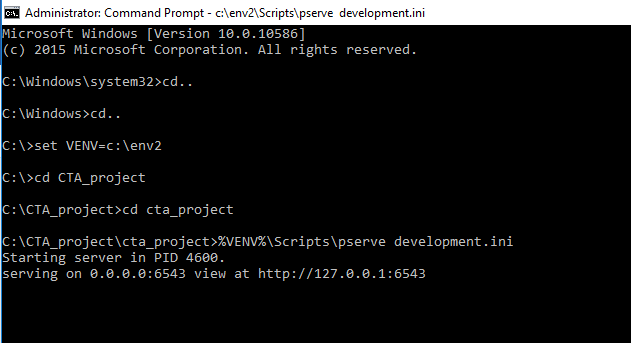 Administrator: Command Prompt - c:\env2\Scripts\pserve development.ini
Microsoft Windows [Version 10.0.10586]
(c) 2015 Microsoft Corporation. All rights reserved.
C:\Windows\system32>cd..
C:\Windows>cd..
C:\>set VENV=c:\env2
C:\>cd CTA_project
C:\CTA_project>cd cta_project
C:\CTA_project\cta_project>%VENV%\Scripts\pserve development.ini
Starting server in PID 4600.
serving on 0.0.0.0:6543 view at http://127.0.0.1:6543